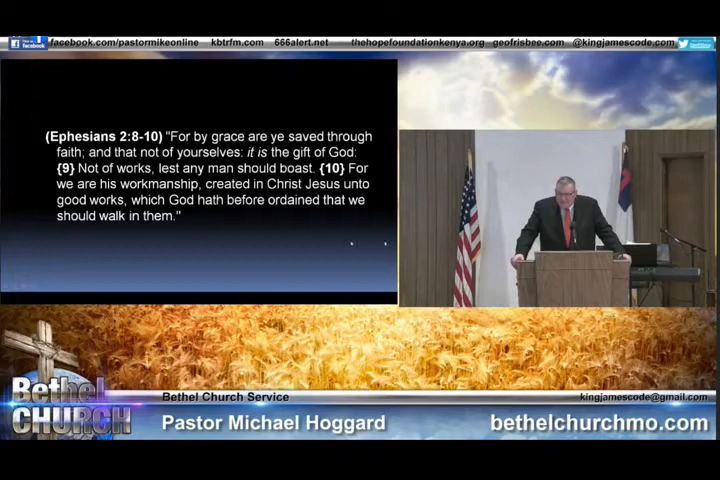 facebook.com/pastormikeonline kbtrfm.com 666alert.net thehopefoundationkenya.org geofrisbee.com @kingjamescode.com
(Ephesians 2:8-10) "For by grace are ye saved through
faith; and that not of yourselves: it is the gift of God:
{9} Not of works, lest any man should boast. {10} For
we are his workmanship, created in Christ Jesus unto
good works, which God hath before ordained that we
should walk in them."
Bethel
CHURCH
Bethel Church Service
kingjamescode@gmail.com
Pastor Michael Hoggard
bethelchurchmo.com